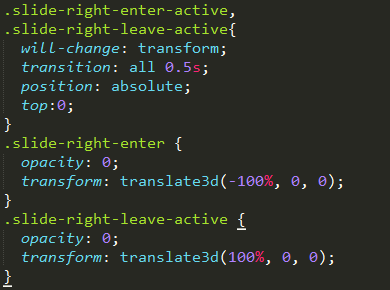 .slide-right-enter-active,
.slide-right-leave-active{
  will-change: transform;
  transition: all 0.5s;
  position: absolute;
  top:0;
}
.slide-right-enter {
  opacity: 0;
  transform: translate3d(-100%, 0, 0);
}
.slide-right-leave-active {
  opacity: 0;
  transform: translate3d(100%, 0, 0);
}